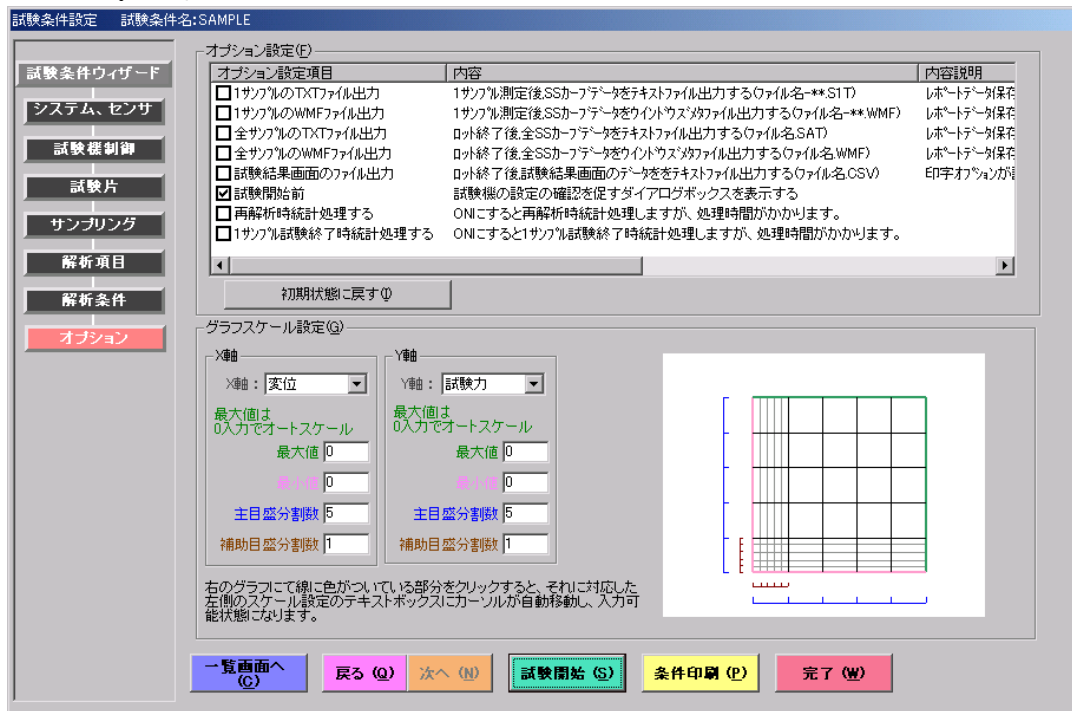 試験条件設定　試験条件名:SAMPLE
試験条件ウィザード
システム、センサ
試験機制御
試験片
サンプリング
解析項目
解析条件
オプション
オプション設定(F)
オプション設定項目 内容 内容説明
1サンプルのTXTファイル出力 1サンプル測定後,SSカーブデータをテキストファイル出力する(ファイル名-**.S1T) レポートデータ保存
1サンプルのWMFファイル出力 1サンプル測定後,SSカーブデータをウインドウズメタファイル出力する(ファイル名-**.WMF) レポートデータ保存
全サンプルのTXTファイル出力 ロット終了後,全SSカーブデータをテキストファイル出力する(ファイル名.SAT) レポートデータ保存
全サンプルのWMFファイル出力 ロット終了後,全SSカーブデータをウインドウズメタファイル出力する(ファイル名.WMF) レポートデータ保存
試験結果画面のファイル出力 ロット終了後,試験結果画面のデータををテキストファイル出力する(ファイル名.CSV) 印字オプションが
試験開始前 試験機の設定の確認を促すダイアログボックスを表示する
再解析時統計処理する ONにすると再解析時統計処理しますが、処理時間がかかります。
1サンプル試験終了時統計処理する ONにすると1サンプル試験終了時統計処理しますが、処理時間がかかります。
初期状態に戻す(I)
グラフスケール設定(G)
X軸
X軸： 変位
最大値は
0入力でオートスケール
最大値 0
最小値 0
主目盛分割数 5
補助目盛分割数 1
Y軸
Y軸： 試験力
最大値は
0入力でオートスケール
最大値 0
最小値 0
主目盛分割数 5
補助目盛分割数 1
右のグラフにて線に色がついている部分をクリックすると、それに対応した
左側のスケール設定のテキストボックスにカーソルが自動移動し、入力可
能状態になります。
一覧画面へ
(C)
戻る (Q)
次へ (N)
試験開始 (S)
条件印刷 (P)
完了 (W)